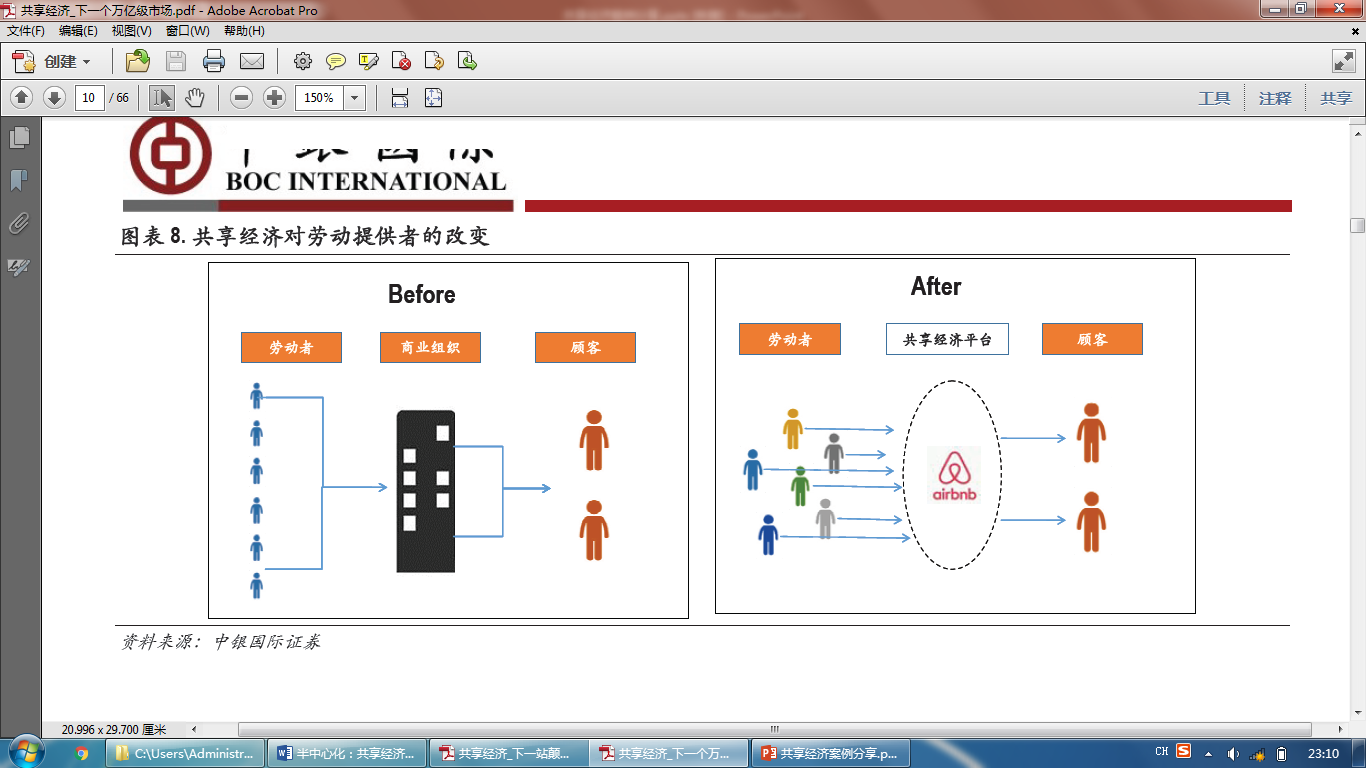 共享经济_下一个万亿级市场.pdf - Adobe Acrobat Pro
文件(F) 编辑(E) 视图(V) 窗口(W) 帮助(H)
创建
10 / 66 150% 工具 注释 共享
BOC INTERNATIONAL
图表 8. 共享经济对劳动提供者的改变
Before
劳动者 商业组织 顾客
After
劳动者 共享经济平台 顾客
airbnb
资料来源：中银国际证券
20.996 x 29.700 厘米
C:\Users\Administr... 半中心化：共享经济... 共享经济_下一站颠... 共享经济_下一个万... 共享经济案例分享.p... CH 23:10